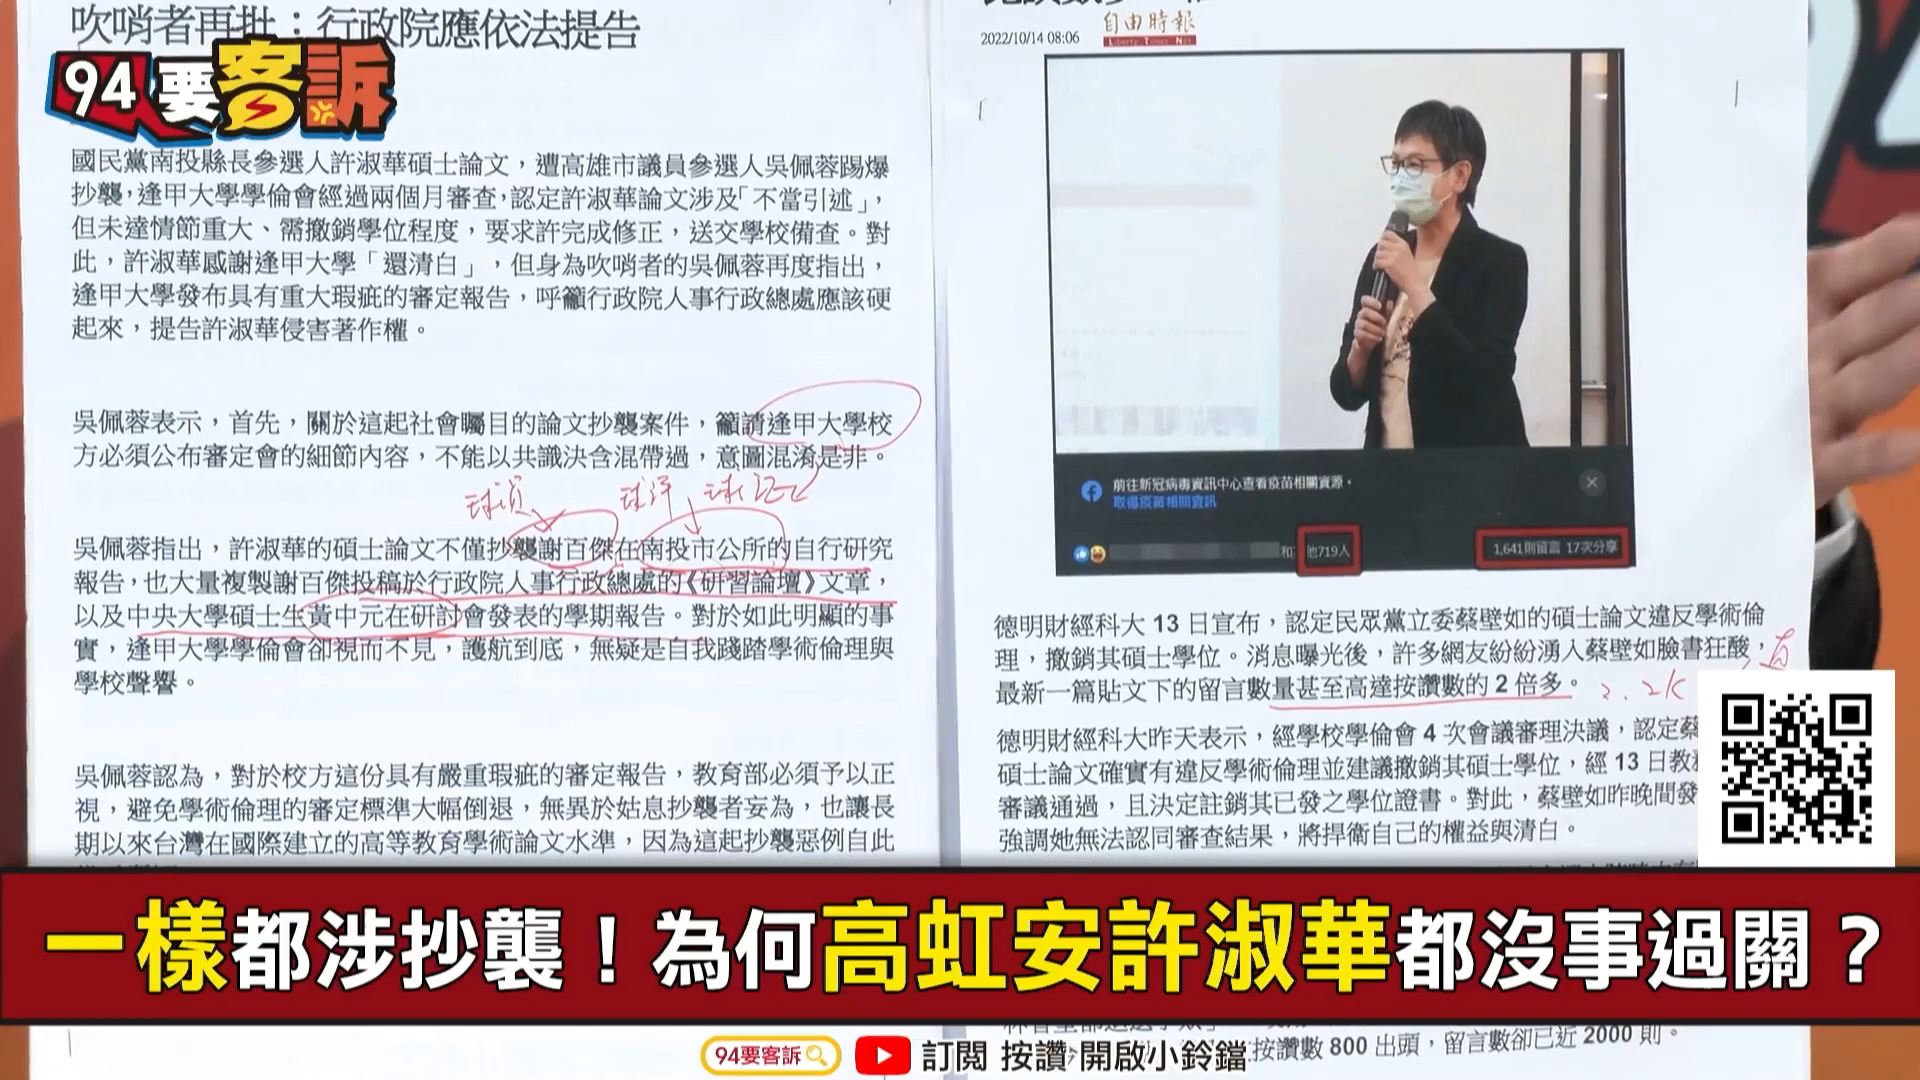 吹哨者再批：行政院應依法提告
94要客訴
國民黨南投縣長參選人許淑華碩士論文，遭高雄市議員參選人吳佩蓉踢爆
抄襲，逢甲大學學倫會經過兩個月審查，認定許淑華論文涉及「不當引述」，
但未達情節重大、需撤銷學位程度，要求許完成修正，送交學校備查。對
此，許淑華感謝逢甲大學「還清白」，但身為吹哨者的吳佩蓉再度指出，
逢甲大學發布具有重大瑕疵的審定報告，呼籲行政院人事行政總處應該硬
起來，提告許淑華侵害著作權。
吳佩蓉表示，首先，關於這起社會矚目的論文抄襲案件，籲請逢甲大學校
方必須公布審定會的細節內容，不能以共識決含混帶過，意圖混淆是非。
球員
球評
球證
吳佩蓉指出，許淑華的碩士論文不僅抄襲謝百傑在南投市公所的自行研究
報告，也大量複製謝百傑投稿於行政院人事行政總處的《研習論壇》文章，
以及中央大學碩士生黃中元在研討會發表的學期報告。對於如此明顯的事
實，逢甲大學學倫會卻視而不見，護航到底，無疑是自我踐踏學術倫理與
學校聲譽。
吳佩蓉認為，對於校方這份具有嚴重瑕疵的審定報告，教育部必須予以正
視，避免學術倫理的審定標準大幅倒退，無異於姑息抄襲者妄為，也讓長
期以來台灣在國際建立的高等教育學術論文水準，因為這起抄襲惡例自此
2022/10/14 08:06
自由時報
Liberty Times Net
前往新冠病毒資訊中心查看疫苗相關資源。
取得疫苗相關資訊
和
他719人
1,641則留言 17次分享
德明財經科大 13 日宣布，認定民眾黨立委蔡壁如的碩士論文違反學術倫
理，撤銷其碩士學位。消息曝光後，許多網友紛紛湧入蔡壁如臉書狂酸，
最新一篇貼文下的留言數量甚至高達按讚數的 2 倍多。
2.2K
德明財經科大昨天表示，經學校學倫會 4 次會議審理決議，認定蔡
碩士論文確實有違反學術倫理並建議撤銷其碩士學位，經 13 日教
審議通過，且決定註銷其已發之學位證書。對此，蔡壁如昨晚間發
強調她無法認同審查結果，將捍衛自己的權益與清白。
一樣都涉抄襲！為何高虹安許淑華都沒事過關？
按讚數 800 出頭，留言數卻已近 2000 則。
94要客訴
訂閱 按讚 開啟小鈴鐺